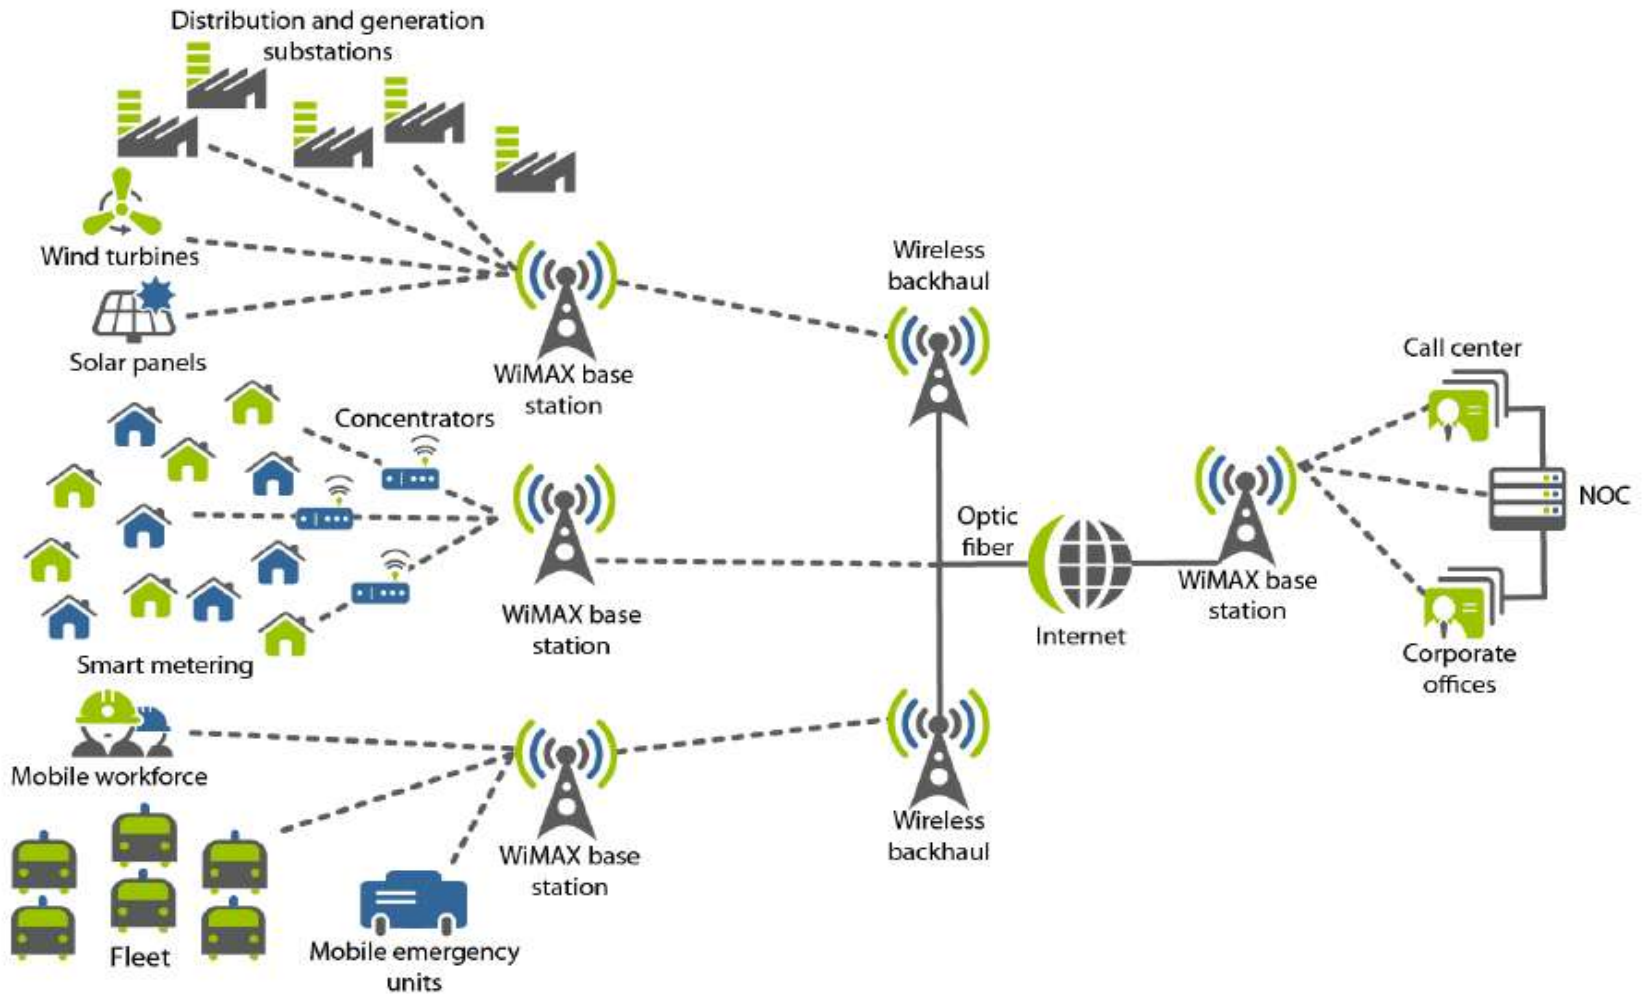 Distribution and generation
substations
Wind turbines
Solar panels
WiMAX base
station
Wireless
backhaul
Call center
Concentrators
NOC
Optic
fiber
WiMAX base
station
Internet
WiMAX base
station
Smart metering
Corporate
offices
Mobile workforce
WiMAX base
station
Wireless
backhaul
Fleet
Mobile emergency
units